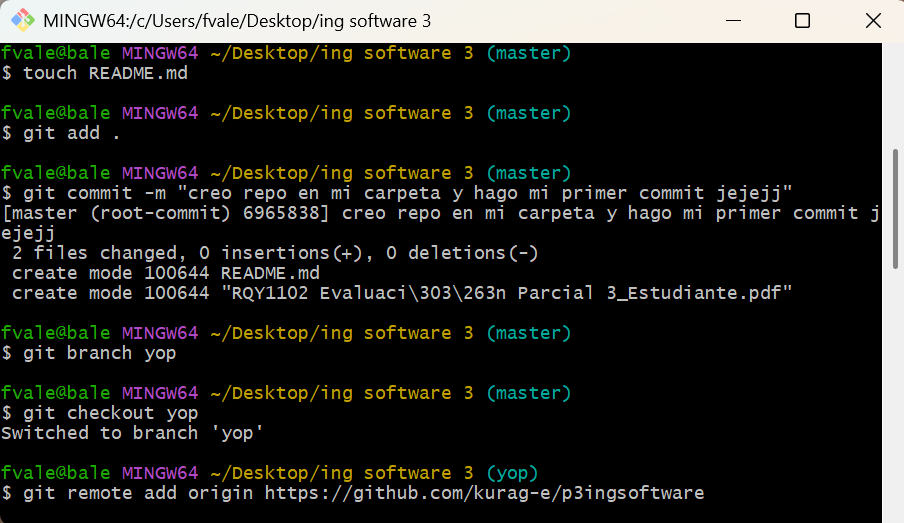 MINGW64:/c/Users/fvale/Desktop/ing software 3
fvale@bale MINGW64 ~/Desktop/ing software 3 (master)
$ touch README.md
fvale@bale MINGW64 ~/Desktop/ing software 3 (master)
$ git add .
fvale@bale MINGW64 ~/Desktop/ing software 3 (master)
$ git commit -m "creo repo en mi carpeta y hago mi primer commit jejejj"
[master (root-commit) 6965838] creo repo en mi carpeta y hago mi primer commit j
ejejj
 2 files changed, 0 insertions(+), 0 deletions(-)
 create mode 100644 README.md
 create mode 100644 "RQY1102 Evaluaci\303\263n Parcial 3_Estudiante.pdf"
fvale@bale MINGW64 ~/Desktop/ing software 3 (master)
$ git branch yop
fvale@bale MINGW64 ~/Desktop/ing software 3 (master)
$ git checkout yop
Switched to branch 'yop'
fvale@bale MINGW64 ~/Desktop/ing software 3 (yop)
$ git remote add origin https://github.com/kurag-e/p3ingsoftware